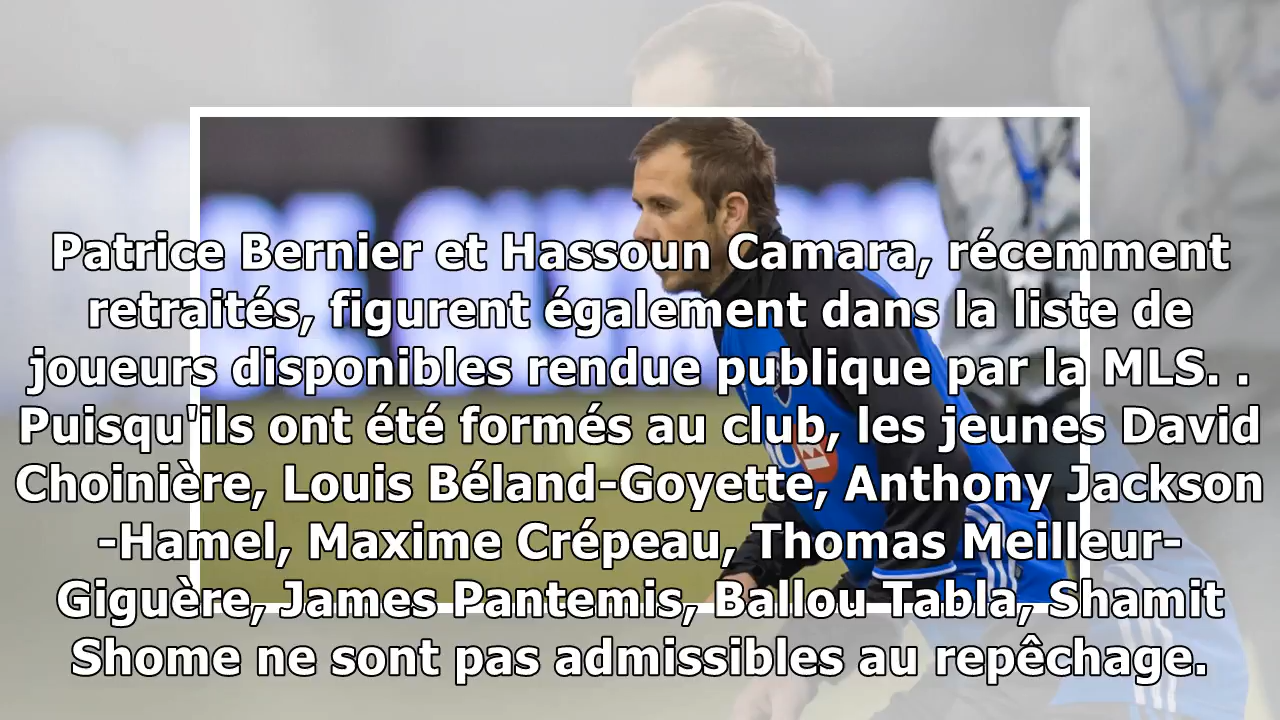 Patrice Bernier et Hassoun Camara, récemment
retraités, figurent également dans la liste de
joueurs disponibles rendue publique par la MLS. .
Puisqu'ils ont été formés au club, les jeunes David
Choinière, Louis Béland-Goyette, Anthony Jackson
-Hamel, Maxime Crépeau, Thomas Meilleur-
Giguère, James Pantemis, Ballou Tabla, Shamit
Shome ne sont pas admissibles au repêchage.